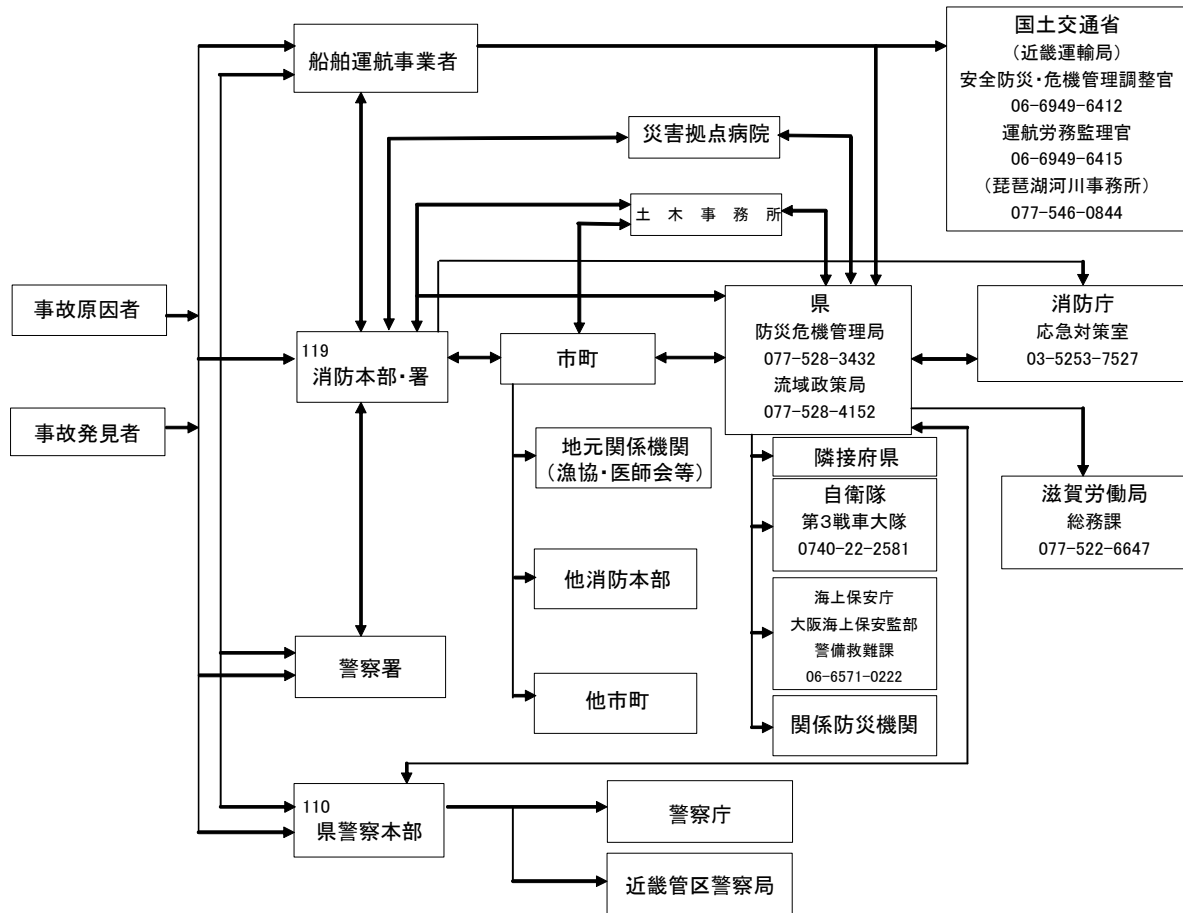 船舶運航事業者
国土交通省
(近畿運輸局)
安全防災・危機管理調整官
06-6949-6412
運航労務監理官
06-6949-6415
(琵琶湖河川事務所)
077-546-0844
災害拠点病院
土木事務所
事故原因者
事故発見者
119
消防本部・署
市町
県
防災危機管理局
077-528-3432
流域政策局
077-528-4152
消防庁
応急対策室
03-5253-7527
地元関係機関
(漁協・医師会等)
他消防本部
他市町
隣接府県
自衛隊
第3戦車大隊
0740-22-2581
海上保安庁
大阪海上保安監部
警備救難課
06-6571-0222
関係防災機関
滋賀労働局
総務課
077-522-6647
警察署
110
県警察本部
警察庁
近畿管区警察局